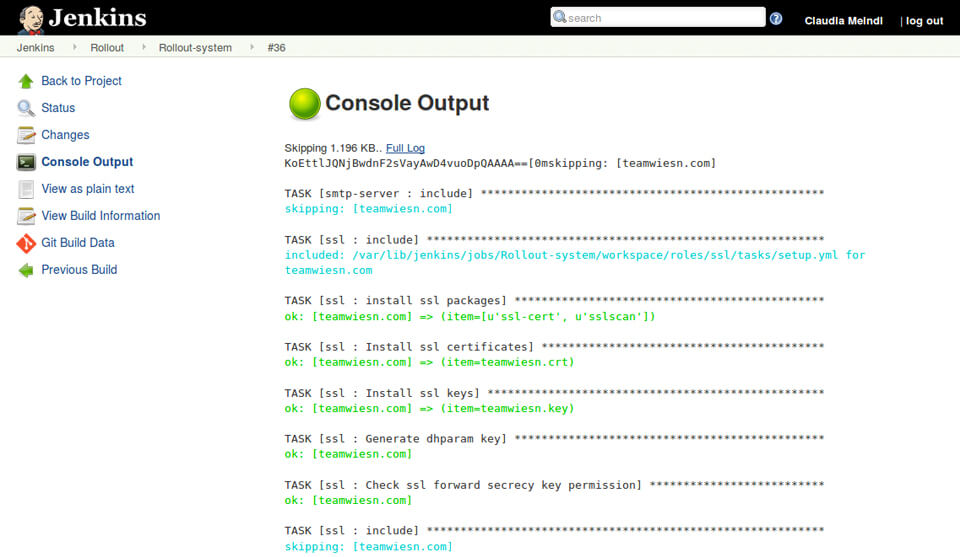 Jenkins
search
Claudia Meindl | log out
Jenkins Rollout Rollout-system #36
Back to Project
Status
Changes
Console Output
View as plain text
View Build Information
Git Build Data
Previous Build
Console Output
Skipping 1.196 KB.. Full Log
KoEttlJQNjBwdnF2sVayAwD4vuoDpQAAAA==[0mskipping: [teamwiesn.com]
TASK [smtp-server : include] ***************************************************
skipping: [teamwiesn.com]
TASK [ssl : include] ***********************************************************
included: /var/lib/jenkins/jobs/Rollout-system/workspace/roles/ssl/tasks/setup.yml for
teamwiesn.com
TASK [ssl : install ssl packages] **********************************************
ok: [teamwiesn.com] => (item=[u'ssl-cert', u'sslscan'])
TASK [ssl : Install ssl certificates] ******************************************
ok: [teamwiesn.com] => (item=teamwiesn.crt)
TASK [ssl : Install ssl keys] **************************************************
ok: [teamwiesn.com] => (item=teamwiesn.key)
TASK [ssl : Generate dhparam key] **********************************************
ok: [teamwiesn.com]
TASK [ssl : Check ssl forward secrecy key permission] **************************
ok: [teamwiesn.com]
TASK [ssl : include] ***********************************************************
skipping: [teamwiesn.com]